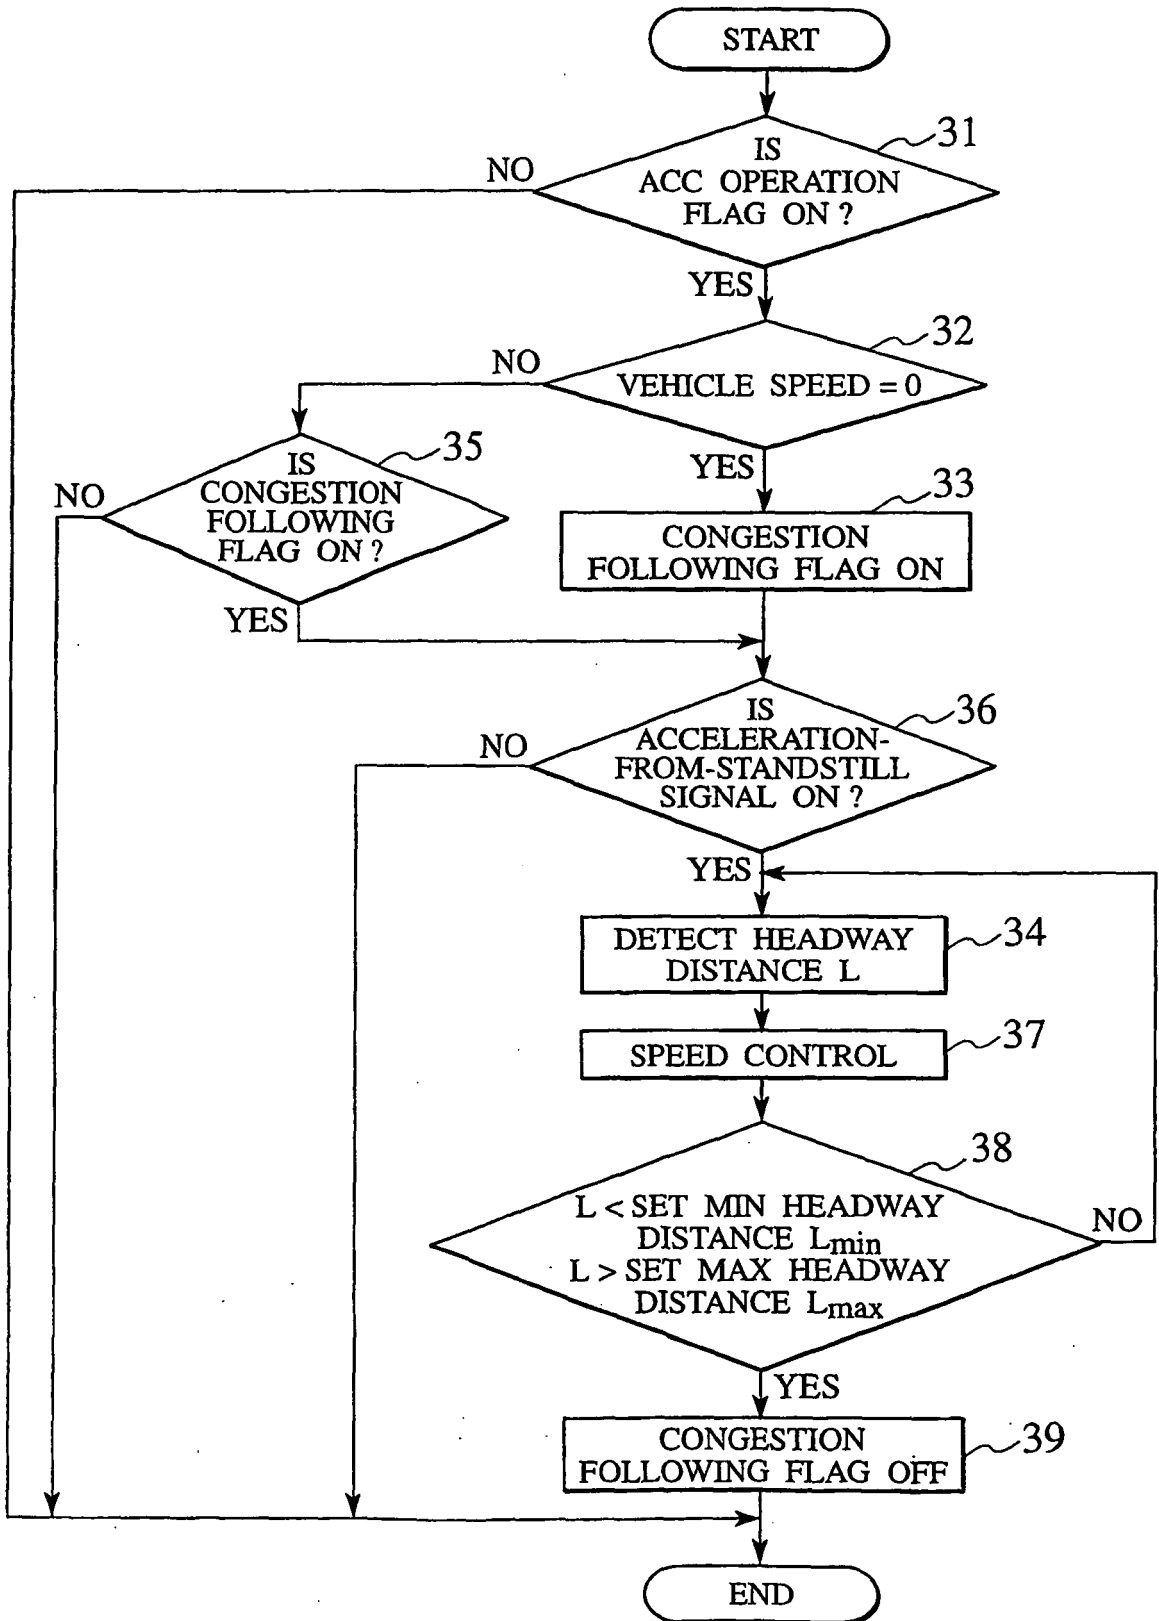 START
31
IS
ACC OPERATION
FLAG ON ?
NO
YES
32
VEHICLE SPEED = 0
NO
YES
35
IS
CONGESTION
FOLLOWING
FLAG ON ?
NO
YES
33
CONGESTION
FOLLOWING FLAG ON
36
IS
ACCELERATION-
FROM-STANDSTILL
SIGNAL ON ?
NO
YES
34
DETECT HEADWAY
DISTANCE L
37
SPEED CONTROL
38
L < SET MIN HEADWAY
DISTANCE Lmin
L > SET MAX HEADWAY
DISTANCE Lmax
NO
YES
39
CONGESTION
FOLLOWING FLAG OFF
END